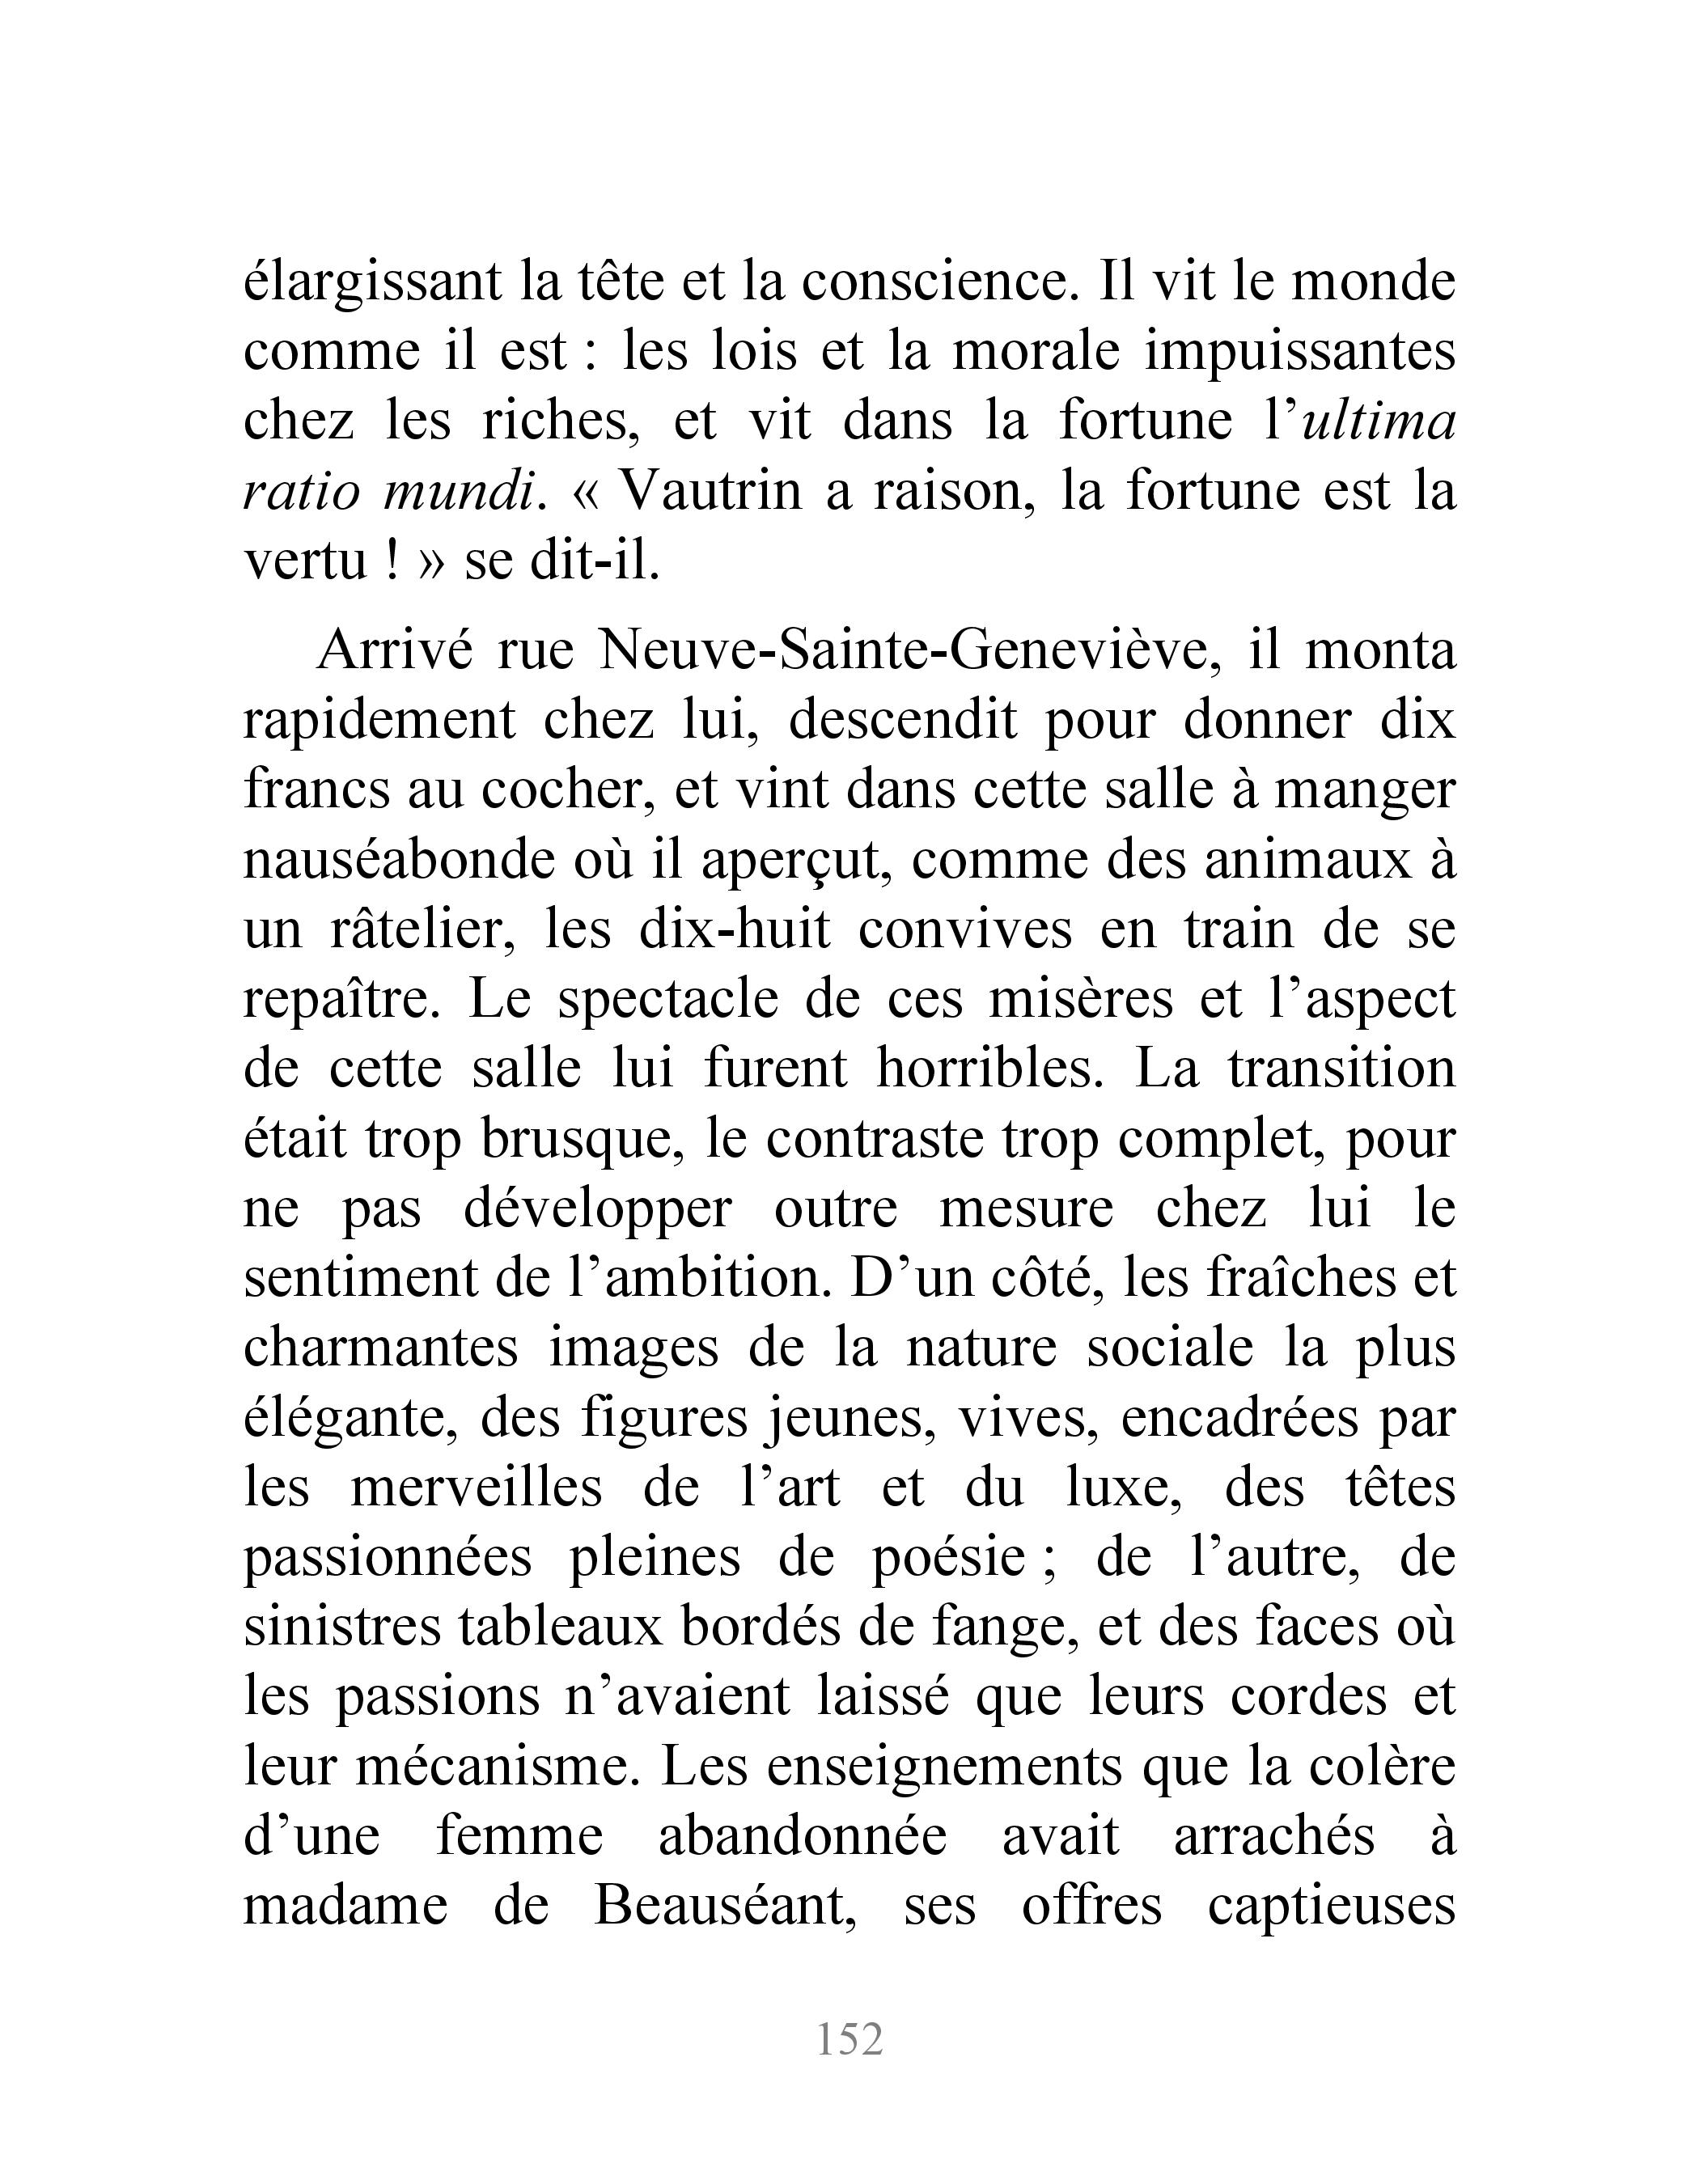 élargissant la tête et la conscience. Il vit le monde
comme il est : les lois et la morale impuissantes
chez les riches, et vit dans la fortune l’ultima
ratio mundi. « Vautrin a raison, la fortune est la
vertu ! » se dit-il.
Arrivé rue Neuve-Sainte-Geneviève, il monta
rapidement chez lui, descendit pour donner dix
francs au cocher, et vint dans cette salle à manger
nauséabonde où il aperçut, comme des animaux à
un râtelier, les dix-huit convives en train de se
repaître. Le spectacle de ces misères et l’aspect
de cette salle lui furent horribles. La transition
était trop brusque, le contraste trop complet, pour
ne pas développer outre mesure chez lui le
sentiment de l’ambition. D’un côté, les fraîches et
charmantes images de la nature sociale la plus
élégante, des figures jeunes, vives, encadrées par
les merveilles de l’art et du luxe, des têtes
passionnées pleines de poésie ; de l’autre, de
sinistres tableaux bordés de fange, et des faces où
les passions n’avaient laissé que leurs cordes et
leur mécanisme. Les enseignements que la colère
d’une femme abandonnée avait arrachés à
madame de Beauséant, ses offres captieuses
152